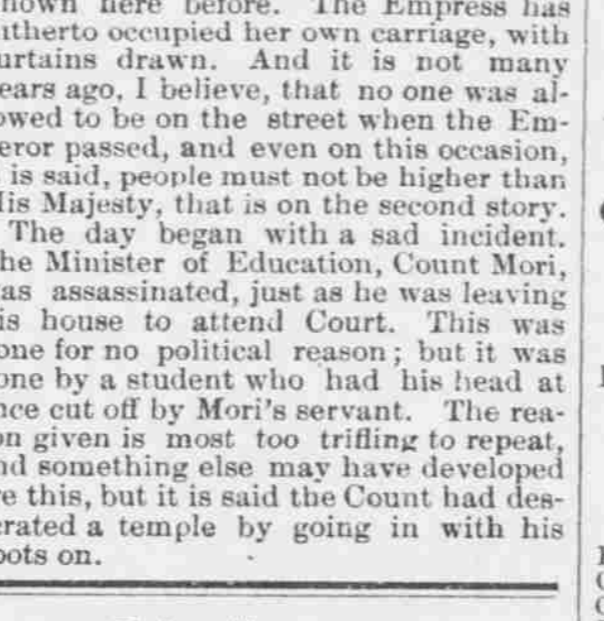 nown here before. The Empress has
itherto occupied her own carriage, with
urtains drawn. And it is not many
ears ago, I believe, that no one was al-
owed to be on the street when the Em-
eror passed, and even on this occasion,
is said, people must not be higher than
His Majesty, that is on the second story.
The day began with a sad incident.
he Minister of Education, Count Mori,
as assassinated, just as he was leaving
is house to attend Court. This was
one for no political reason; but it was
one by a student who had his head at
nce cut off by Mori's servant. The rea-
on given is most too trifling to repeat,
nd something else may have developed
re this, but it is said the Count had des-
erated a temple by going in with his
oots on.